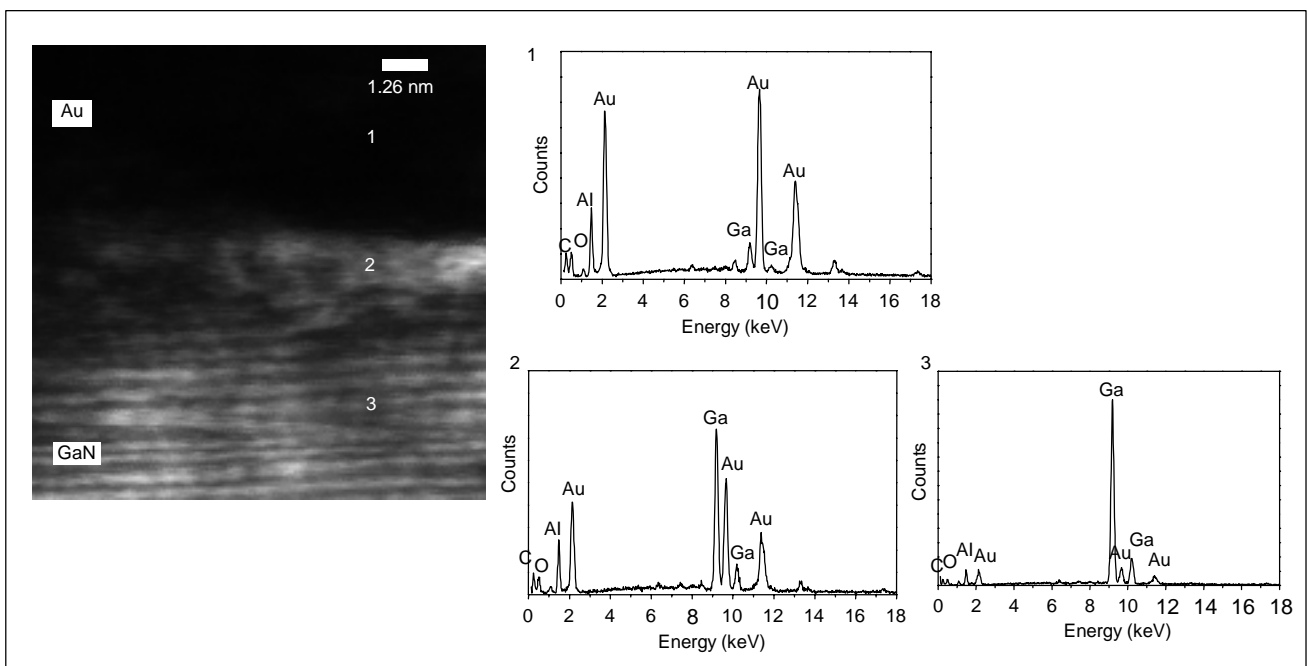 1.26 nm
Au
1
2
3
GaN
1
Counts
C
O
Al
Au
Ga
Au
Ga
Au
0 2 4 6 8 10 12 14 16 18
Energy (keV)
2
Counts
C
O
Al
Au
Ga
Au
Ga
Au
0 2 4 6 8 10 12 14 16 18
Energy (keV)
3
Counts
C
O
Al
Au
Ga
Au
Ga
Au
0 2 4 6 8 10 12 14 16 18
Energy (keV)